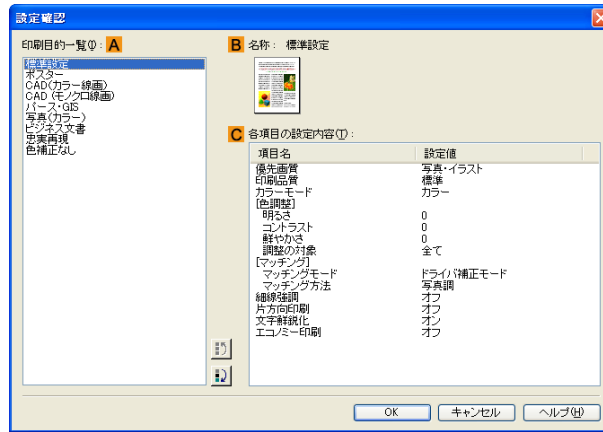 設定確認
印刷目的一覧(I): A
標準設定
ポスター
CAD(カラー線画)
CAD(モノクロ線画)
パース・GIS
写真(カラー)
ビジネス文書
忠実再現
色補正なし
B 名称: 標準設定
C 各項目の設定内容(T):
項目名 設定値
優先画質 写真・イラスト
印刷品質 標準
カラーモード カラー
[色調整]
明るさ 0
コントラスト 0
鮮やかさ 0
調整の対象 全て
[マッチング]
マッチングモード ドライバ補正モード
マッチング方法 写真調
細線強調 オフ
片方向印刷 オフ
文字鮮鋭化 オン
エコノミー印刷 オフ
OK キャンセル ヘルプ(H)